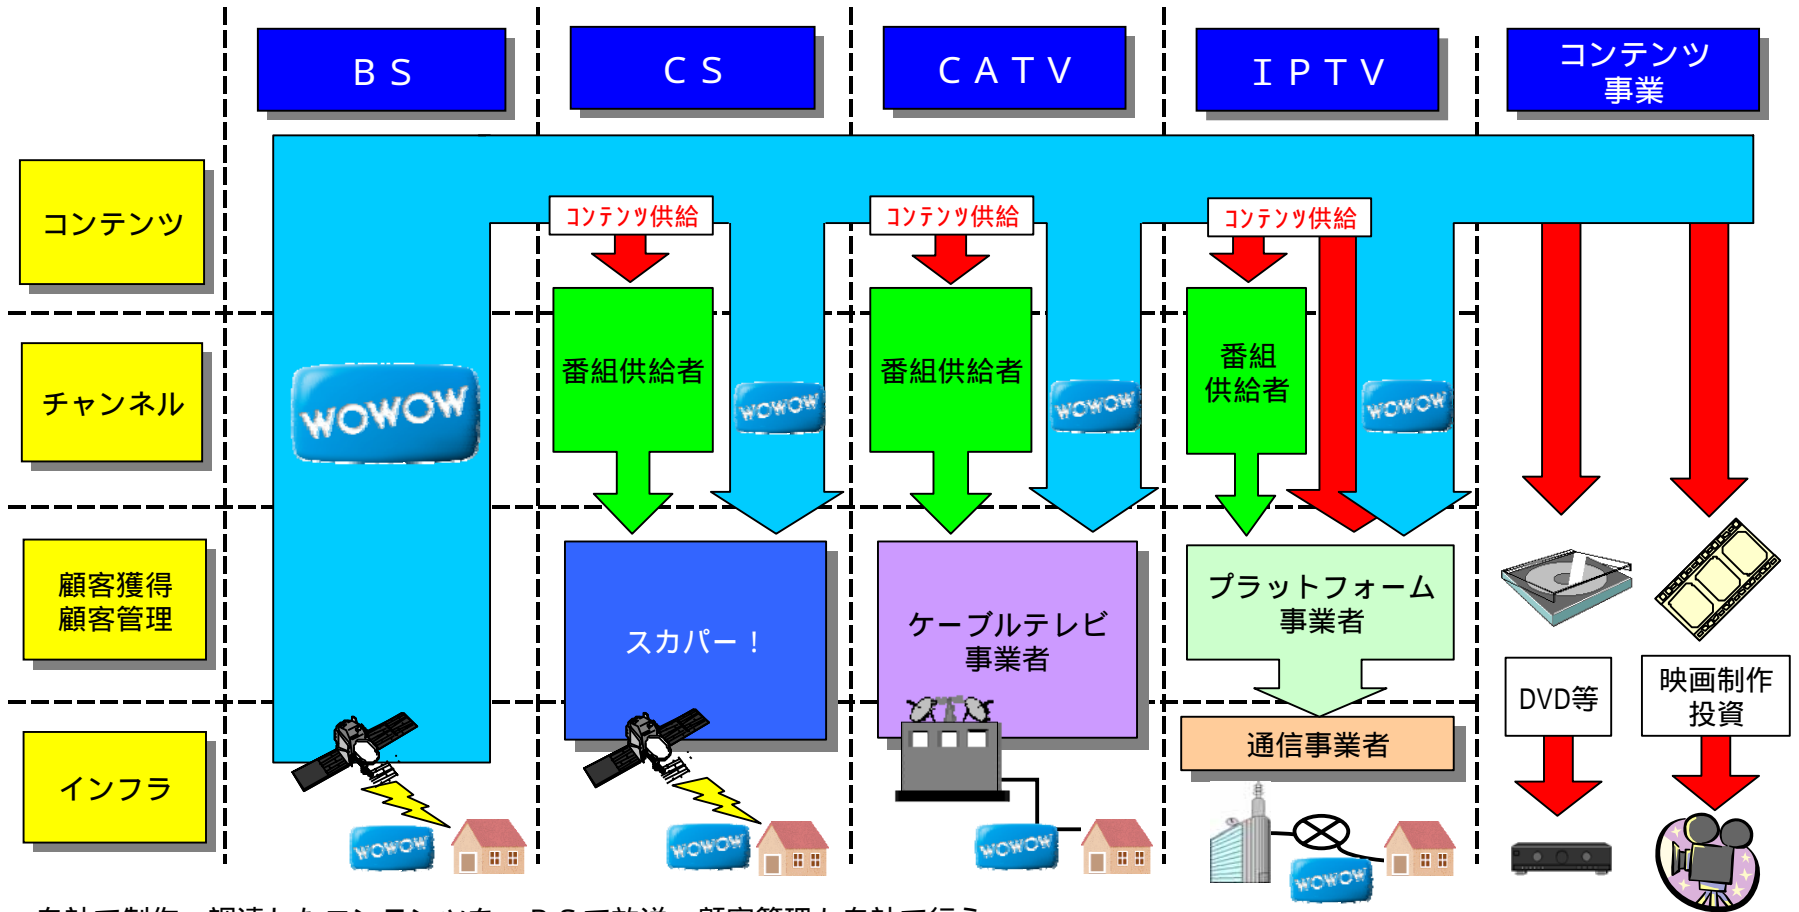 ＢＳ
ＣＳ
ＣＡＴＶ
ＩＰＴＶ
コンテンツ
事業
コンテンツ
コンテンツ供給
コンテンツ供給
コンテンツ供給
チャンネル
WOWOW
番組供給者
WOWOW
番組供給者
WOWOW
番組
供給者
WOWOW
顧客獲得
顧客管理
スカパー！
ケーブルテレビ
事業者
プラットフォーム
事業者
DVD等
映画制作
投資
インフラ
通信事業者
WOWOW
WOWOW
WOWOW
WOWOW